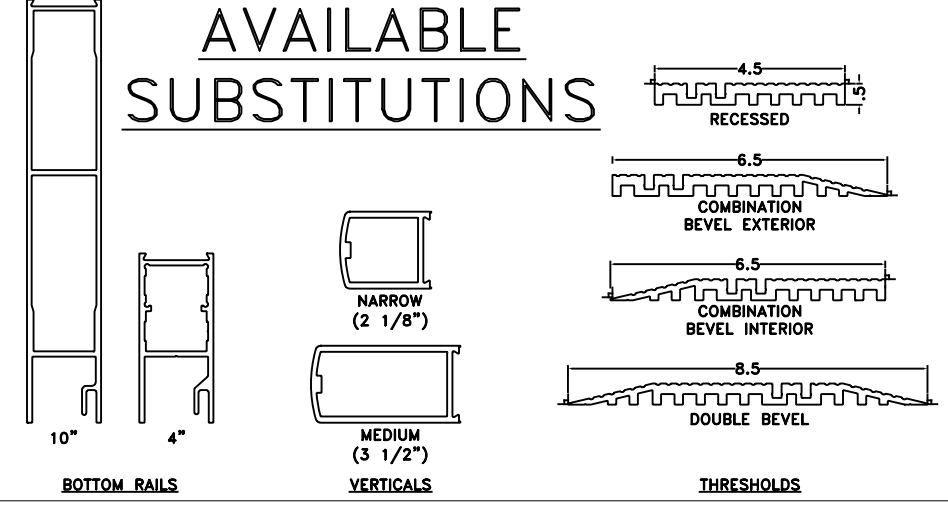 AVAILABLE
SUBSTITUTIONS
4.5
.5
RECESSED
6.5
COMBINATION
BEVEL EXTERIOR
6.5
COMBINATION
BEVEL INTERIOR
8.5
DOUBLE BEVEL
NARROW
(2 1/8")
MEDIUM
(3 1/2")
10"
4"
BOTTOM RAILS
VERTICALS
THRESHOLDS